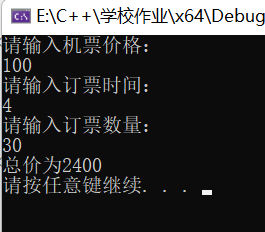 E:\C++\学校作业\x64\Debug
请输入机票价格：
100
请输入订票时间：
4
请输入订票数量：
30
总价为2400
请按任意键继续. . .